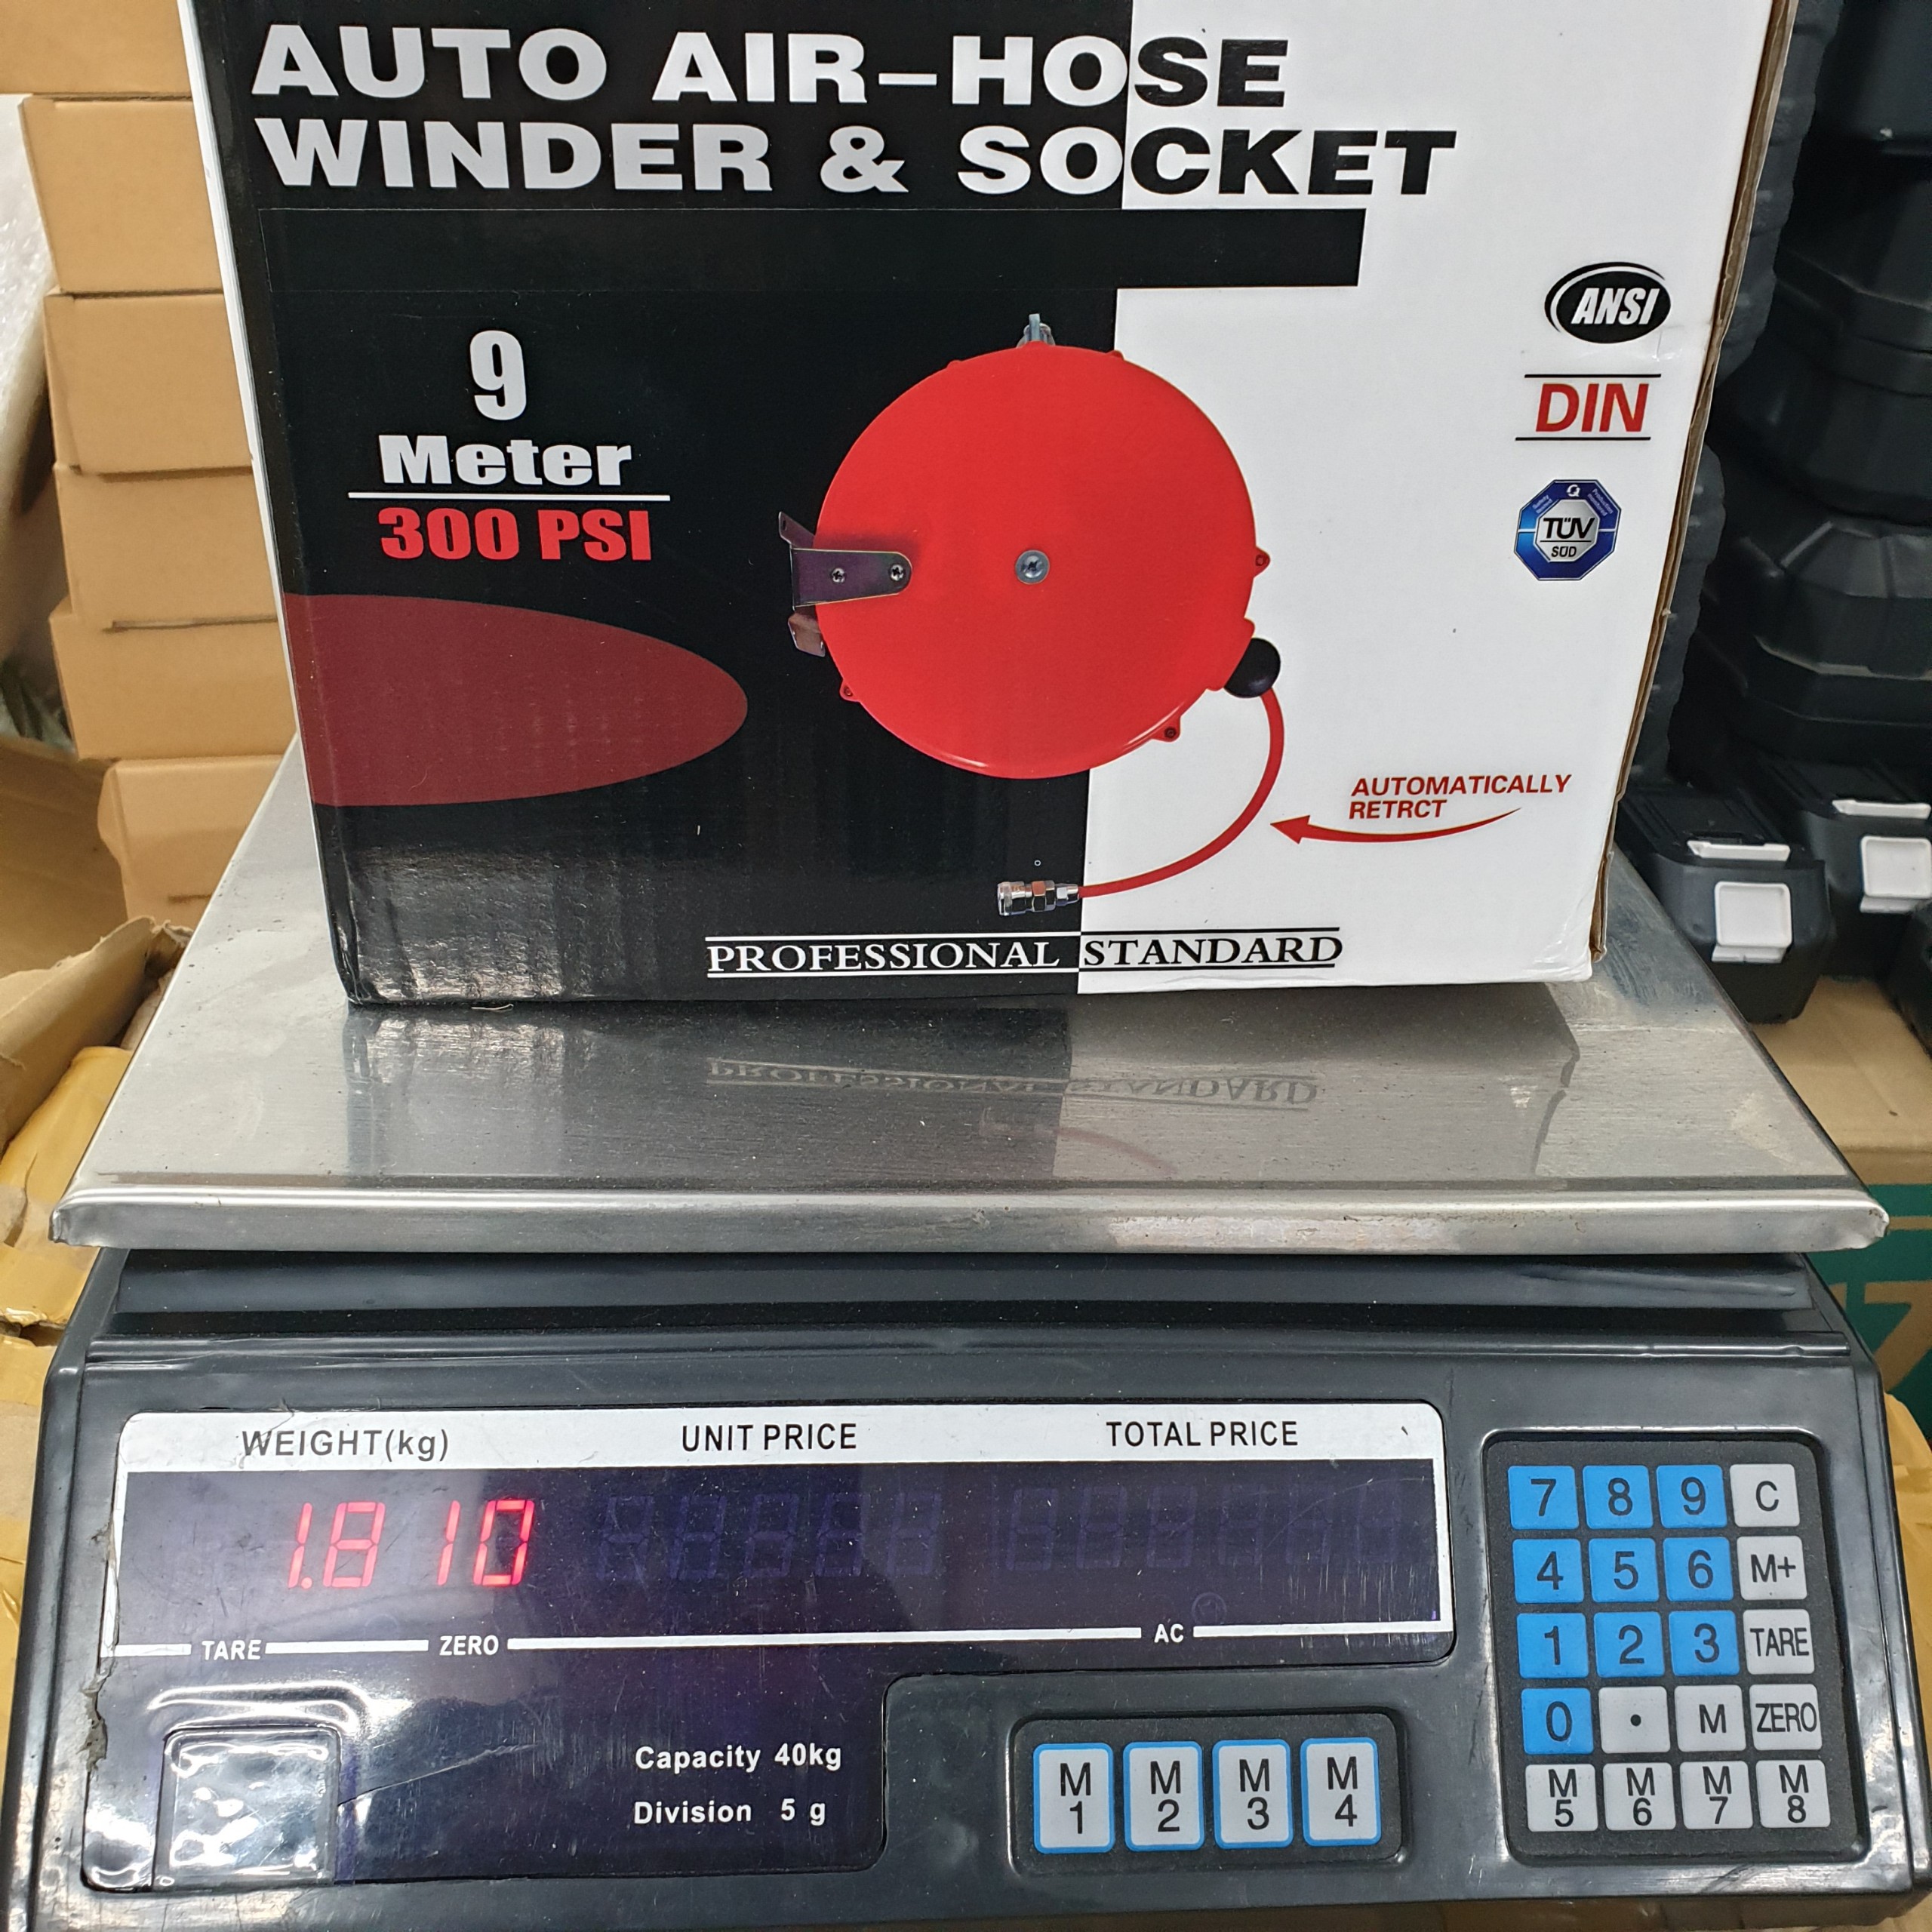 AUTO AIR-HOSE
WINDER & SOCKET
9
Meter
300 PSI
ANSI
DIN
TÜV
SÜD
AUTOMATICALLY
RETRCT
PROFESSIONAL STANDARD
WEIGHT(kg) UNIT PRICE TOTAL PRICE
1.810
TARE ZERO AC
Capacity 40kg
Division 5 g
M1 M2 M3 M4
7 8 9 C
4 5 6 M+
1 2 3 TARE
0 . M ZERO
M5 M6 M7 M8